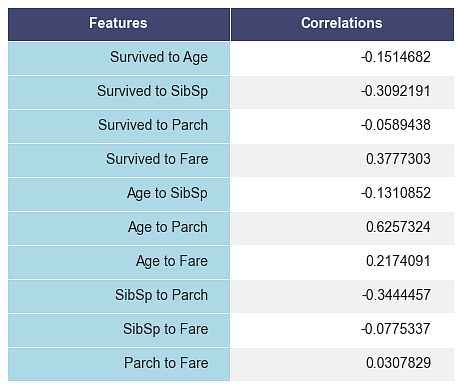 Features Correlations
Survived to Age -0.1514682
Survived to SibSp -0.3092191
Survived to Parch -0.0589438
Survived to Fare 0.3777303
Age to SibSp -0.1310852
Age to Parch 0.6257324
Age to Fare 0.2174091
SibSp to Parch -0.3444457
SibSp to Fare -0.0775337
Parch to Fare 0.0307829